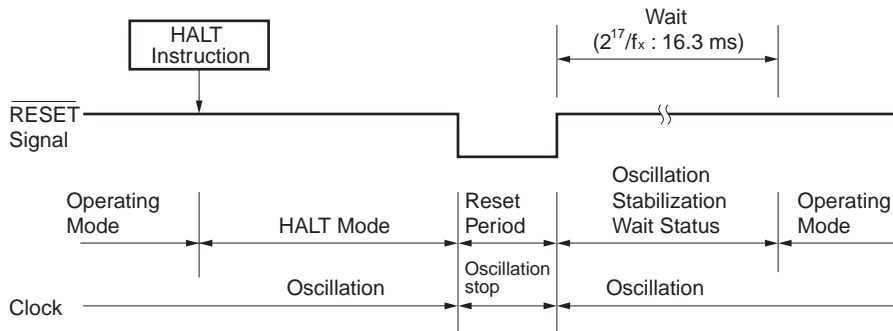 HALT
Instruction
Wait
(2¹⁷/fx : 16.3 ms)
RESET
Signal
Operating
Mode
HALT Mode
Reset
Period
Oscillation
Stabilization
Wait Status
Operating
Mode
Clock
Oscillation
Oscillation
stop
Oscillation